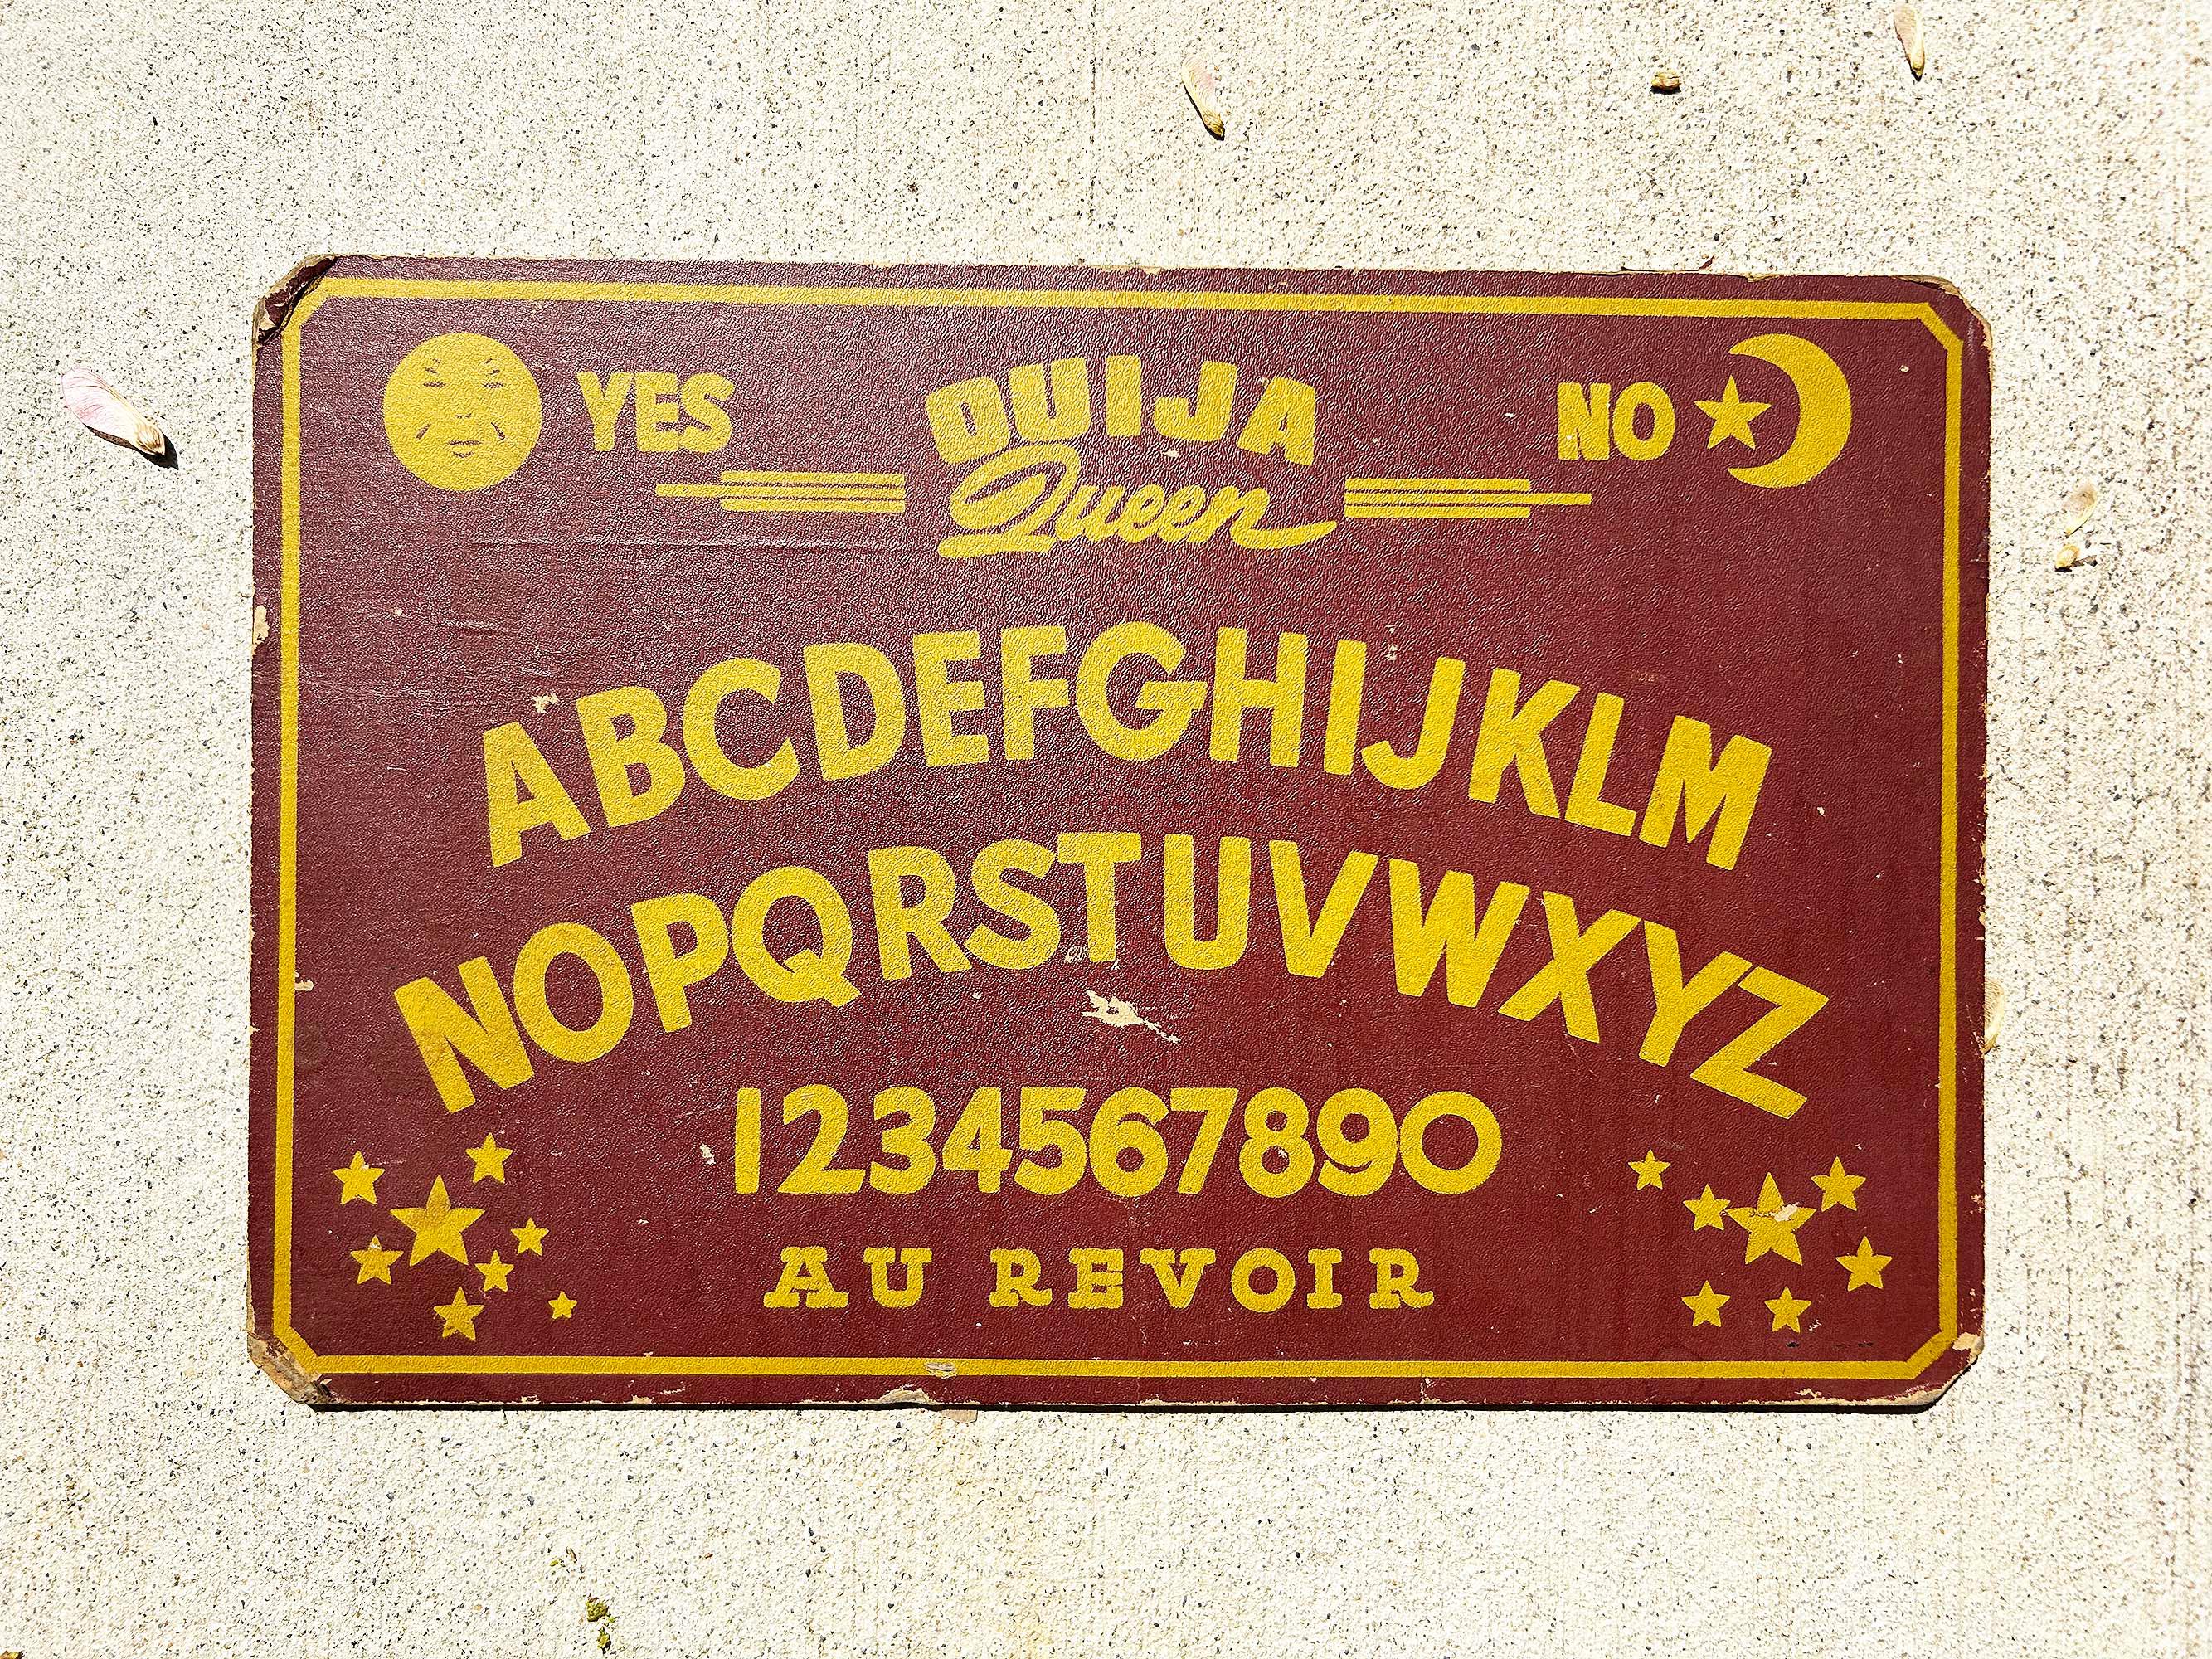 YES OUIJA NO
Queen
ABCDEFGHIJKLM
NOPQRSTUVWXYZ
1234567890
AU REVOIR